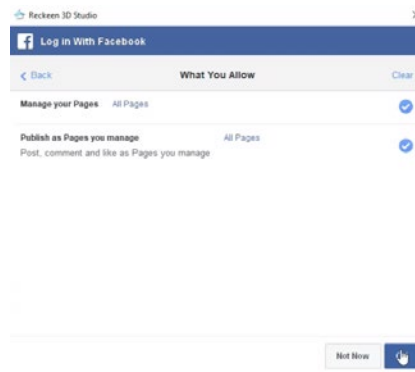 Reckeen 3D Studio
f Log in With Facebook
Back What You Allow Clear
Manage your Pages All Pages
Publish as Pages you manage All Pages
Post, comment and like as Pages you manage
Not Now